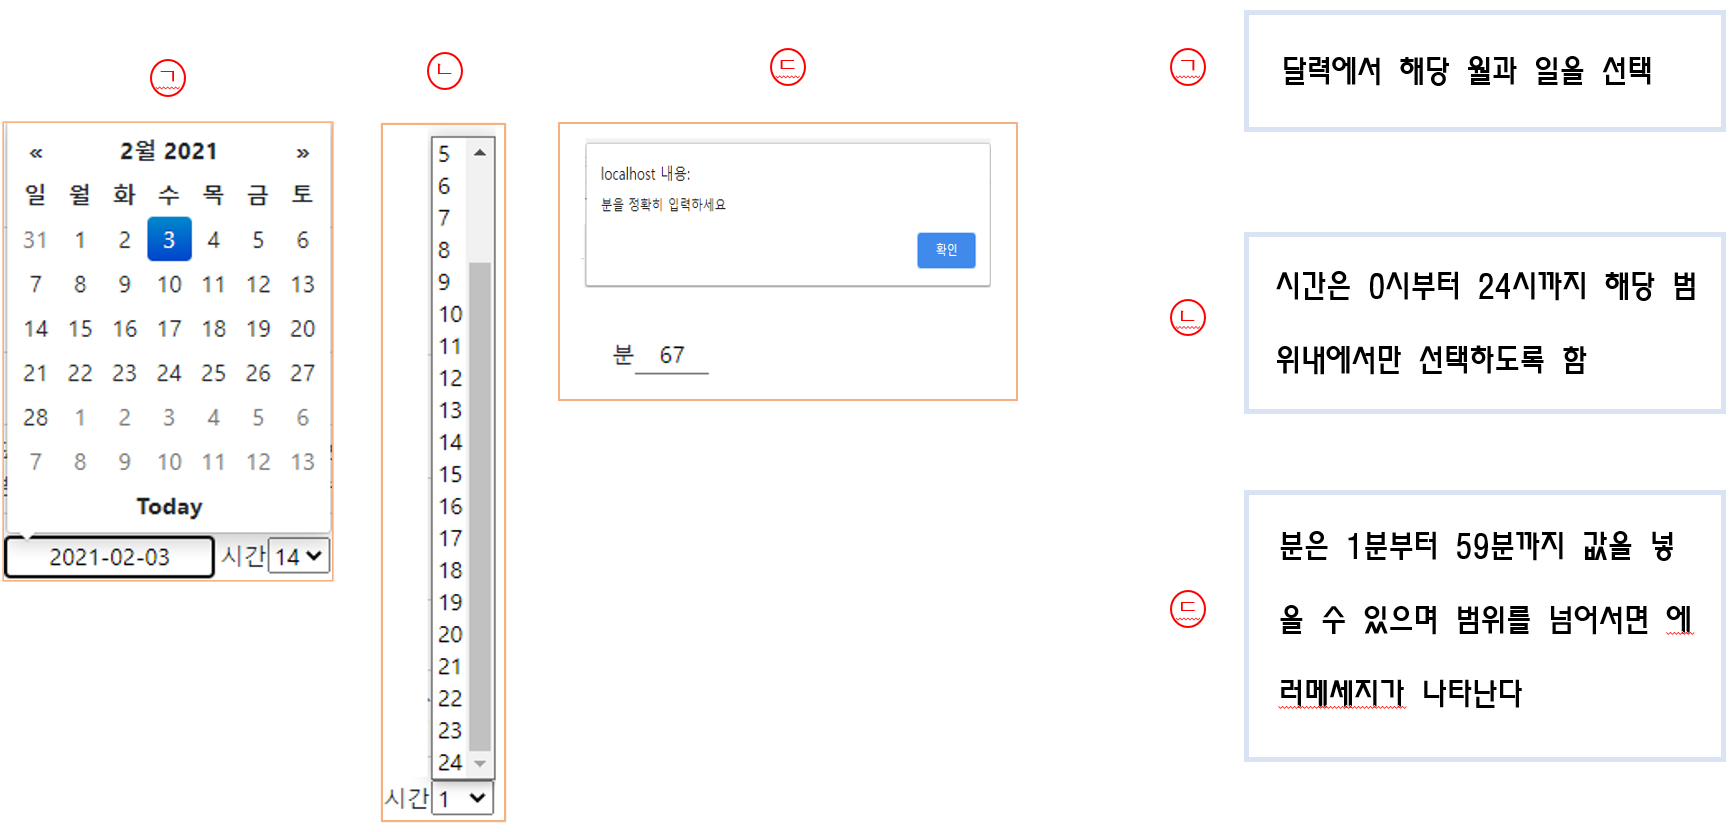 ㄱ
« 2월 2021 »
일 월 화 수 목 금 토
31 1 2 3 4 5 6
7 8 9 10 11 12 13
14 15 16 17 18 19 20
21 22 23 24 25 26 27
28 1 2 3 4 5 6
7 8 9 10 11 12 13
Today
2021-02-03 시간 14
ㄴ
5
6
7
8
9
10
11
12
13
14
15
16
17
18
19
20
21
22
23
24
시간 1
ㄷ
localhost 내용:
분을 정확히 입력하세요
확인
분 67
ㄱ
달력에서 해당 월과 일을 선택
ㄴ
시간은 0시부터 24시까지 해당 범
위내에서만 선택하도록 함
ㄷ
분은 1분부터 59분까지 값을 넣
을 수 있으며 범위를 넘어서면 에
러메세지가 나타난다